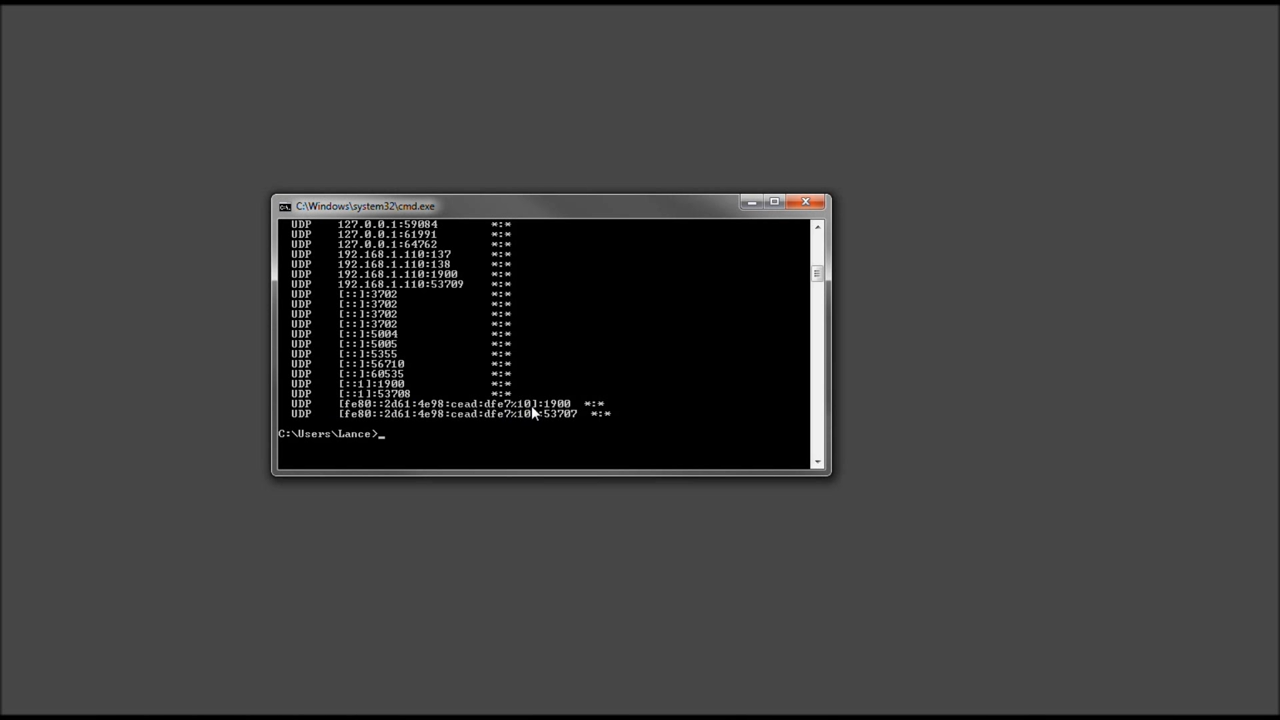 C:\Windows\system32\cmd.exe
UDP 127.0.0.1:59084 *:*
UDP 127.0.0.1:61991 *:*
UDP 127.0.0.1:64762 *:*
UDP 192.168.1.110:137 *:*
UDP 192.168.1.110:138 *:*
UDP 192.168.1.110:1900 *:*
UDP 192.168.1.110:53709 *:*
UDP [::]:3702 *:*
UDP [::]:3702 *:*
UDP [::]:3702 *:*
UDP [::]:3702 *:*
UDP [::]:5004 *:*
UDP [::]:5005 *:*
UDP [::]:5355 *:*
UDP [::]:56710 *:*
UDP [::]:60535 *:*
UDP [::1]:1900 *:*
UDP [::1]:53708 *:*
UDP [fe80::2d61:4e98:cead:dfe7%10]:1900 *:*
UDP [fe80::2d61:4e98:cead:dfe7%10]:53707 *:*
C:\Users\Lance>_